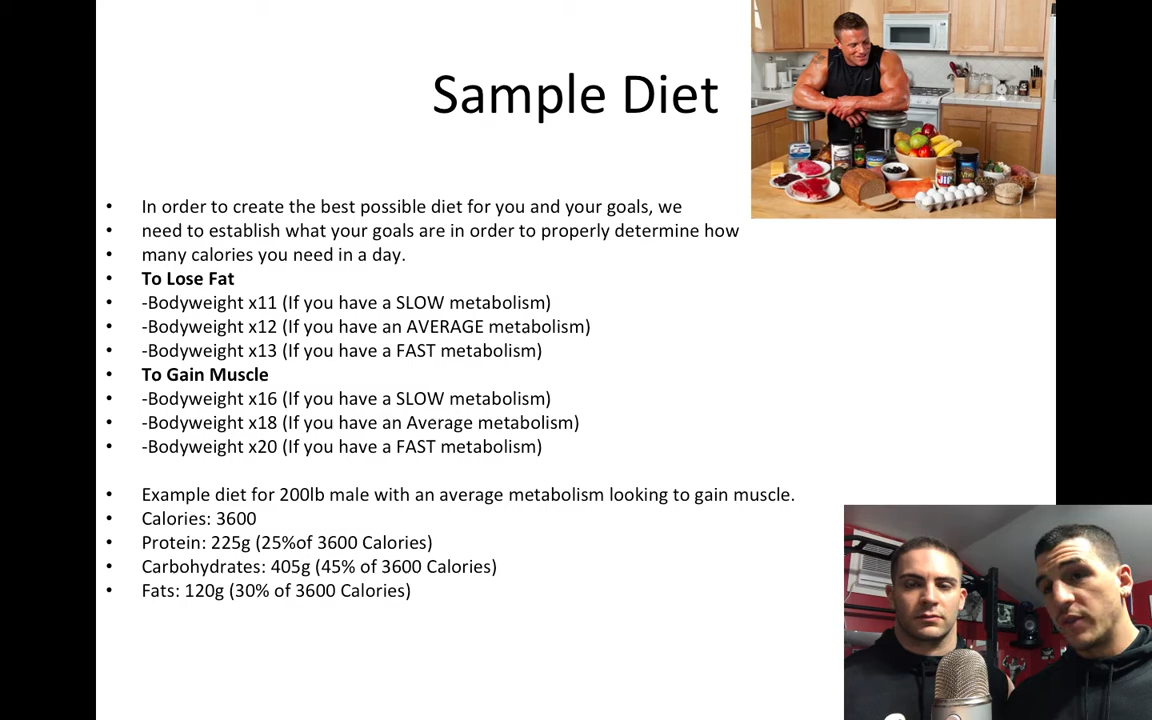 Sample Diet
• In order to create the best possible diet for you and your goals, we
• need to establish what your goals are in order to properly determine how
• many calories you need in a day.
• To Lose Fat
• -Bodyweight x11 (If you have a SLOW metabolism)
• -Bodyweight x12 (If you have an AVERAGE metabolism)
• -Bodyweight x13 (If you have a FAST metabolism)
• To Gain Muscle
• -Bodyweight x16 (If you have a SLOW metabolism)
• -Bodyweight x18 (If you have an Average metabolism)
• -Bodyweight x20 (If you have a FAST metabolism)
• Example diet for 200lb male with an average metabolism looking to gain muscle.
• Calories: 3600
• Protein: 225g (25%of 3600 Calories)
• Carbohydrates: 405g (45% of 3600 Calories)
• Fats: 120g (30% of 3600 Calories)